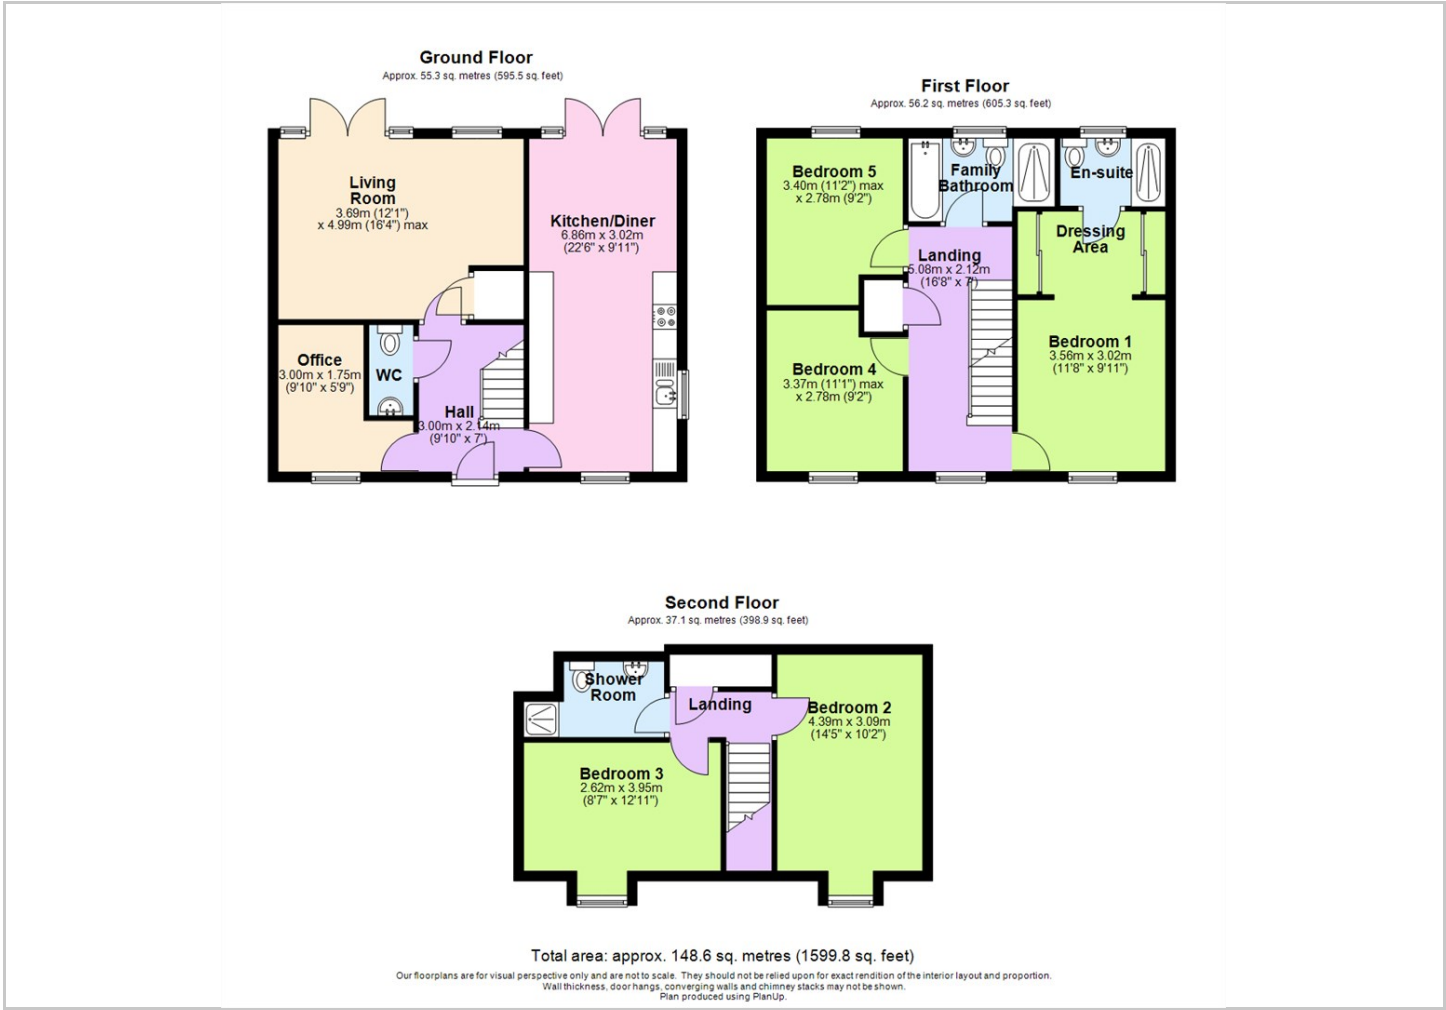 Ground Floor
Approx. 55.3 sq. metres (595.5 sq. feet)
Living
Room
3.69m (12'1")
x 4.99m (16'4") max
Kitchen/Diner
6.86m x 3.02m
(22'6" x 9'11")
Office
3.00m x 1.75m
(9'10" x 5'9")
WC
Hall
3.00m x 2.14m
(9'10" x 7')
First Floor
Approx. 56.2 sq. metres (605.3 sq. feet)
Bedroom 5
3.40m (11'2") max
x 2.78m (9'2")
Family
Bathroom
En-suite
Dressing
Area
Landing
5.08m x 2.12m
(16'8" x 7')
Bedroom 1
3.56m x 3.02m
(11'8" x 9'11")
Bedroom 4
3.37m (11'1") max
x 2.78m (9'2")
Second Floor
Approx. 37.1 sq. metres (398.9 sq. feet)
Shower
Room
Landing
Bedroom 2
4.39m x 3.09m
(14'5" x 10'2")
Bedroom 3
2.62m x 3.95m
(8'7" x 12'11")
Total area: approx. 148.6 sq. metres (1599.8 sq. feet)
Our floorplans are for visual perspective only and are not to scale. They should not be relied upon for exact rendition of the interior layout and proportion.
Wall thickness, door hangs, converging walls and chimney stacks may not be shown.
Plan produced using PlanUp.